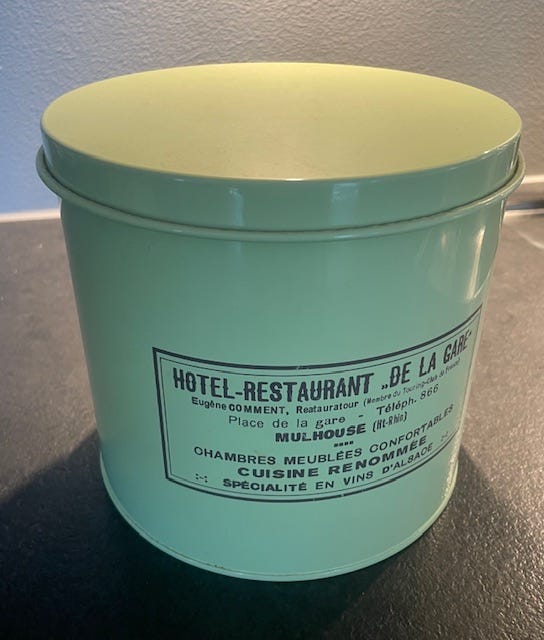 HOTEL-RESTAURANT „DE LA GARE"
Eugène COMMENT, Reatauratour (Membre du Touring-Club de France)
Place de la gare - Téléph. 866
MULHOUSE (Ht-Rhin)
CHAMBRES MEUBLÉES CONFORTABLES
CUISINE RENOMMÉE
SPÉCIALITÉ EN VINS D'ALSACE